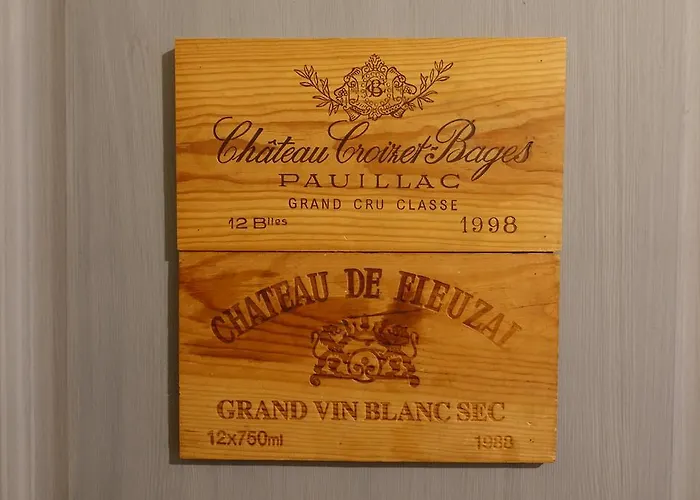 CB
Château Croizet-Bages
PAUILLAC
GRAND CRU CLASSE
12 Blles 1998
CHATEAU DE FIEUZAL
GRAND VIN BLANC SEC
12x750ml 1988